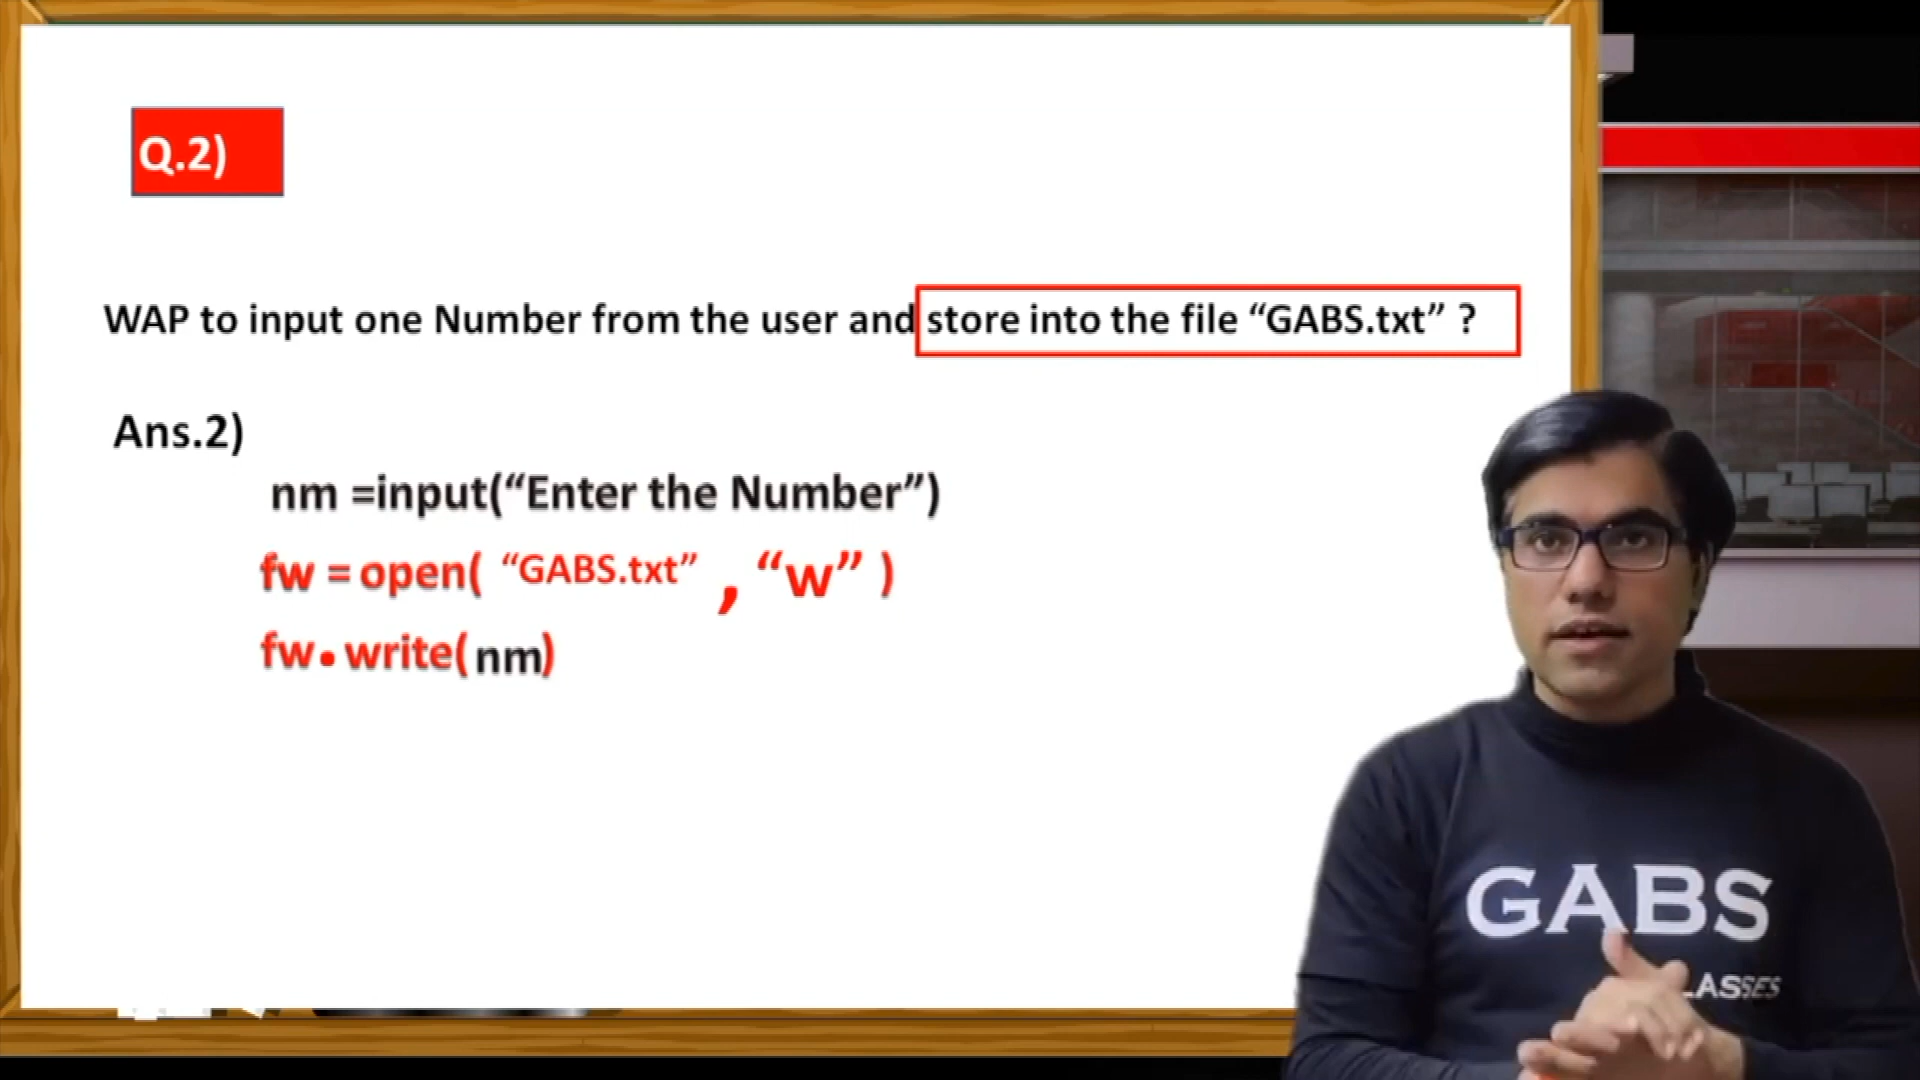 Q.2)
WAP to input one Number from the user and store into the file “GABS.txt” ?
Ans.2)
nm =input(“Enter the Number”)
fw = open( “GABS.txt” , “w” )
fw.write( nm)
GABS
LASSES